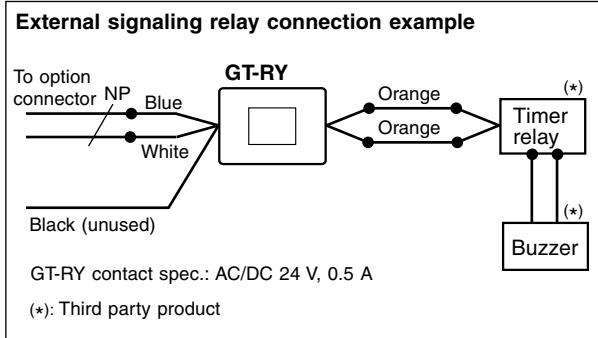 External signaling relay connection example
To option
connector
NP
Blue
White
Black (unused)
GT-RY
Orange
Orange
(*)
Timer
relay
(*)
Buzzer
GT-RY contact spec.: AC/DC 24 V, 0.5 A
(*): Third party product